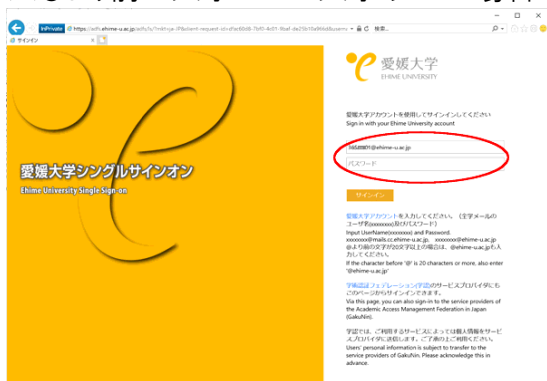 InPrivate
検索...
サインイン
愛媛大学
EHIME UNIVERSITY
愛媛大学シングルサインオン
Ehime University Single Sign-on
愛媛大学アカウントを使用してサインインしてください
Sign in with your Ehime University account
@ehime-u.ac.jp
パスワード
サインイン
愛媛大学アカウントを入力してください。（全学メールの
ユーザ名(xxxxxxxx)及びパスワード）
Input UserName(xxxxxxxx) and Password.
xxxxxxxx@mails.cc.ehime-u.ac.jp, xxxxxxxx@ehime-u.ac.jp
@より前の文字が20文字以上の場合は、@ehime-u.ac.jpも入
力してください。
If the character before '@' is 20 characters or more, also enter
'@ehime-u.ac.jp'
学術認証フェデレーション(学認)のサービスプロバイダにも
このページからサインインできます。
Via this page, you can also sign-in to the service providers of
the Academic Access Management Federation in Japan
(GakuNin).
学認では、ご利用するサービスによっては個人情報をサービ
スプロバイダに送信します。ご了承の上ご利用ください。
Users' personal information is subject to transfer to the
service providers of GakuNin. Please acknowledge this in
advance.